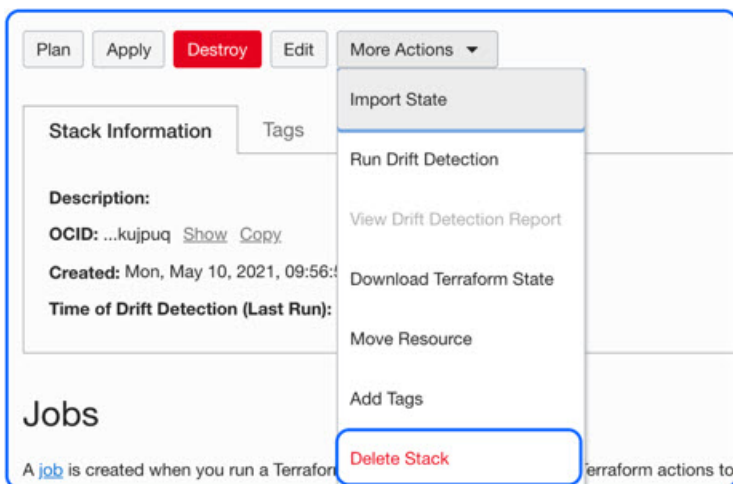 Plan Apply Destroy Edit More Actions
Import State
Stack Information Tags
Run Drift Detection
Description:
View Drift Detection Report
OCID: ...kujpuq Show Copy
Created: Mon, May 10, 2021, 09:56:
Download Terraform State
Time of Drift Detection (Last Run):
Move Resource
Add Tags
Jobs
Delete Stack
A job is created when you run a Terraform actions to